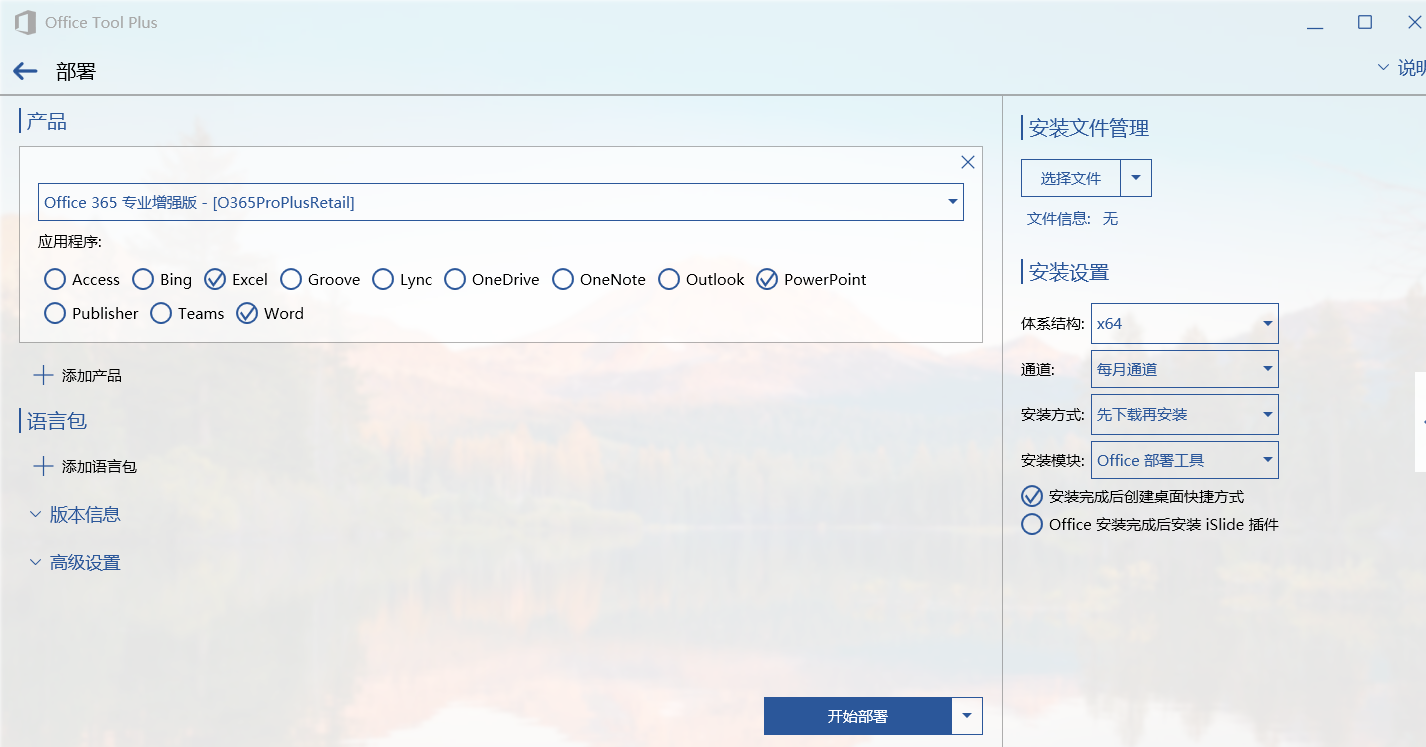 Office Tool Plus
部署
说明
产品
Office 365 专业增强版 - [O365ProPlusRetail]
应用程序:
Access Bing Excel Groove Lync OneDrive OneNote Outlook PowerPoint
Publisher Teams Word
添加产品
语言包
添加语言包
版本信息
高级设置
开始部署
安装文件管理
选择文件
文件信息: 无
安装设置
体系结构: x64
通道: 每月通道
安装方式: 先下载再安装
安装模块: Office 部署工具
安装完成后创建桌面快捷方式
Office 安装完成后安装 iSlide 插件